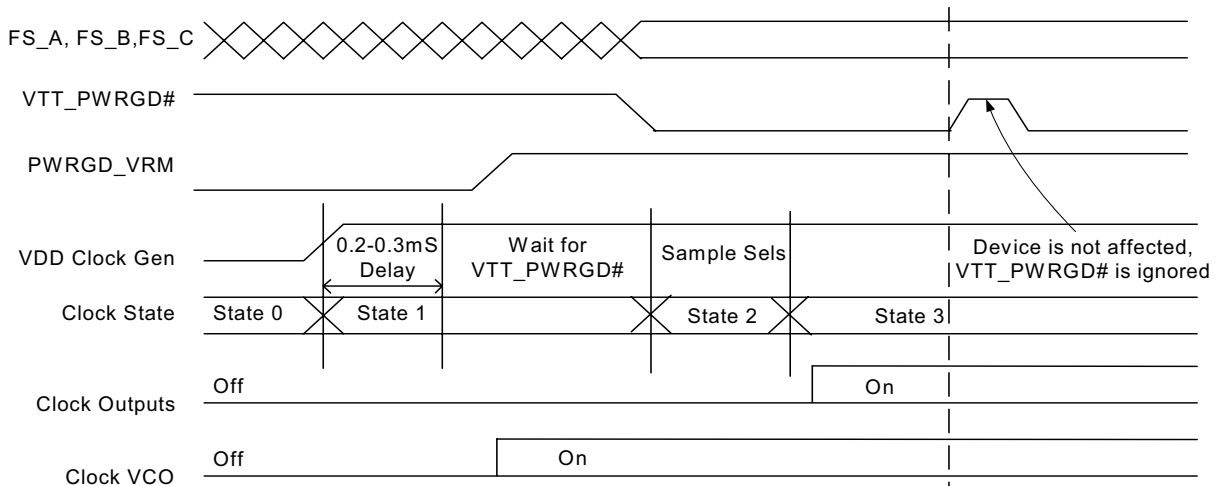 FS_A, FS_B,FS_C
VTT_PWRGD#
PWRGD_VRM
VDD Clock Gen
0.2-0.3mS
Delay
Wait for
VTT_PWRGD#
Sample Sels
Device is not affected,
VTT_PWRGD# is ignored
Clock State
State 0
State 1
State 2
State 3
Clock Outputs
Off
On
Clock VCO
Off
On